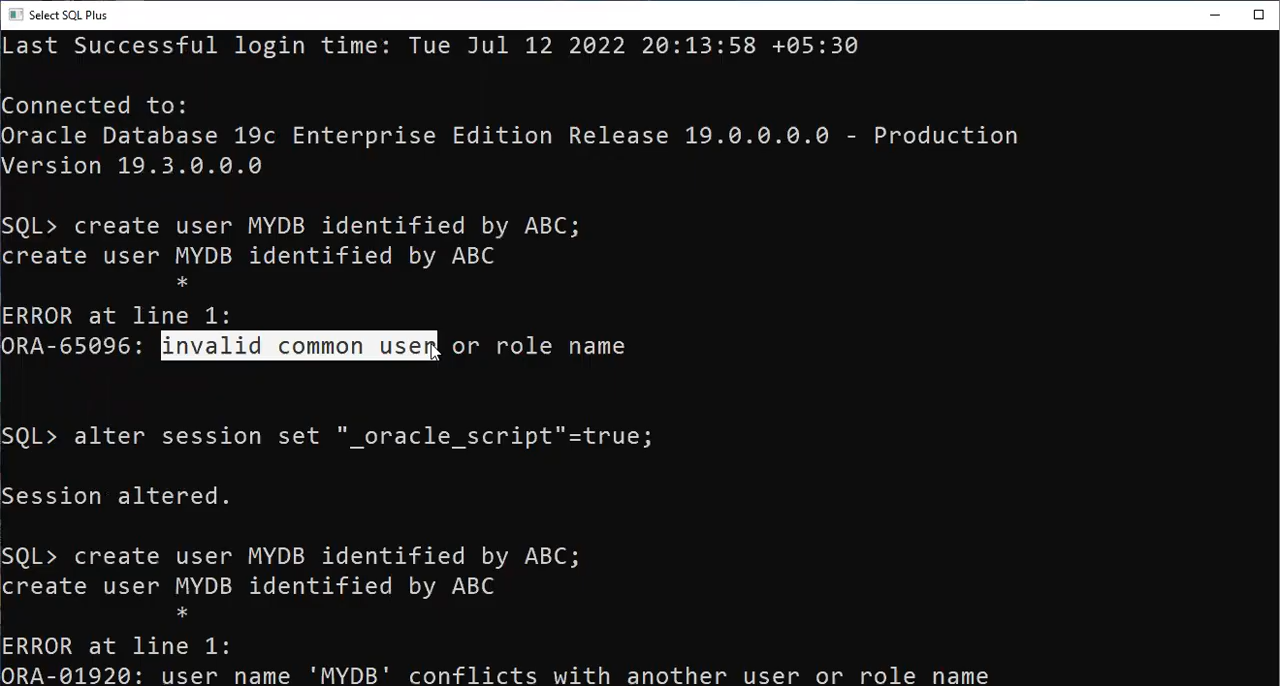 Select SQL Plus
Last Successful login time: Tue Jul 12 2022 20:13:58 +05:30
Connected to:
Oracle Database 19c Enterprise Edition Release 19.0.0.0.0 - Production
Version 19.3.0.0.0
SQL> create user MYDB identified by ABC;
create user MYDB identified by ABC
*
ERROR at line 1:
ORA-65096: invalid common user or role name
SQL> alter session set "_oracle_script"=true;
Session altered.
SQL> create user MYDB identified by ABC;
create user MYDB identified by ABC
*
ERROR at line 1:
ORA-01920: user name 'MYDB' conflicts with another user or role name